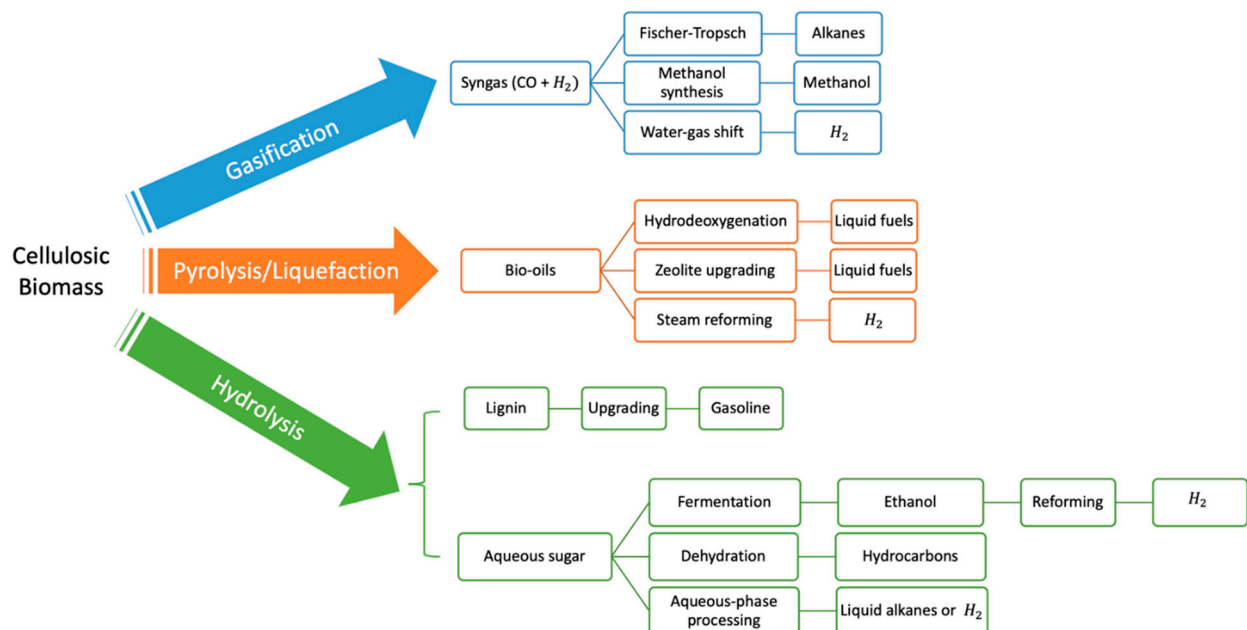 Cellulosic
Biomass
Gasification
Syngas (CO + H₂)
Fischer-Tropsch
Alkanes
Methanol
synthesis
Methanol
Water-gas shift
H₂
Pyrolysis/Liquefaction
Bio-oils
Hydrodeoxygenation
Liquid fuels
Zeolite upgrading
Liquid fuels
Steam reforming
H₂
Hydrolysis
Lignin
Upgrading
Gasoline
Aqueous sugar
Fermentation
Ethanol
Reforming
H₂
Dehydration
Hydrocarbons
Aqueous-phase
processing
Liquid alkanes or H₂